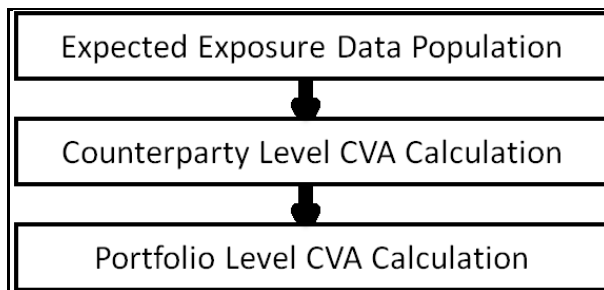 Expected Exposure Data Population
Counterparty Level CVA Calculation
Portfolio Level CVA Calculation